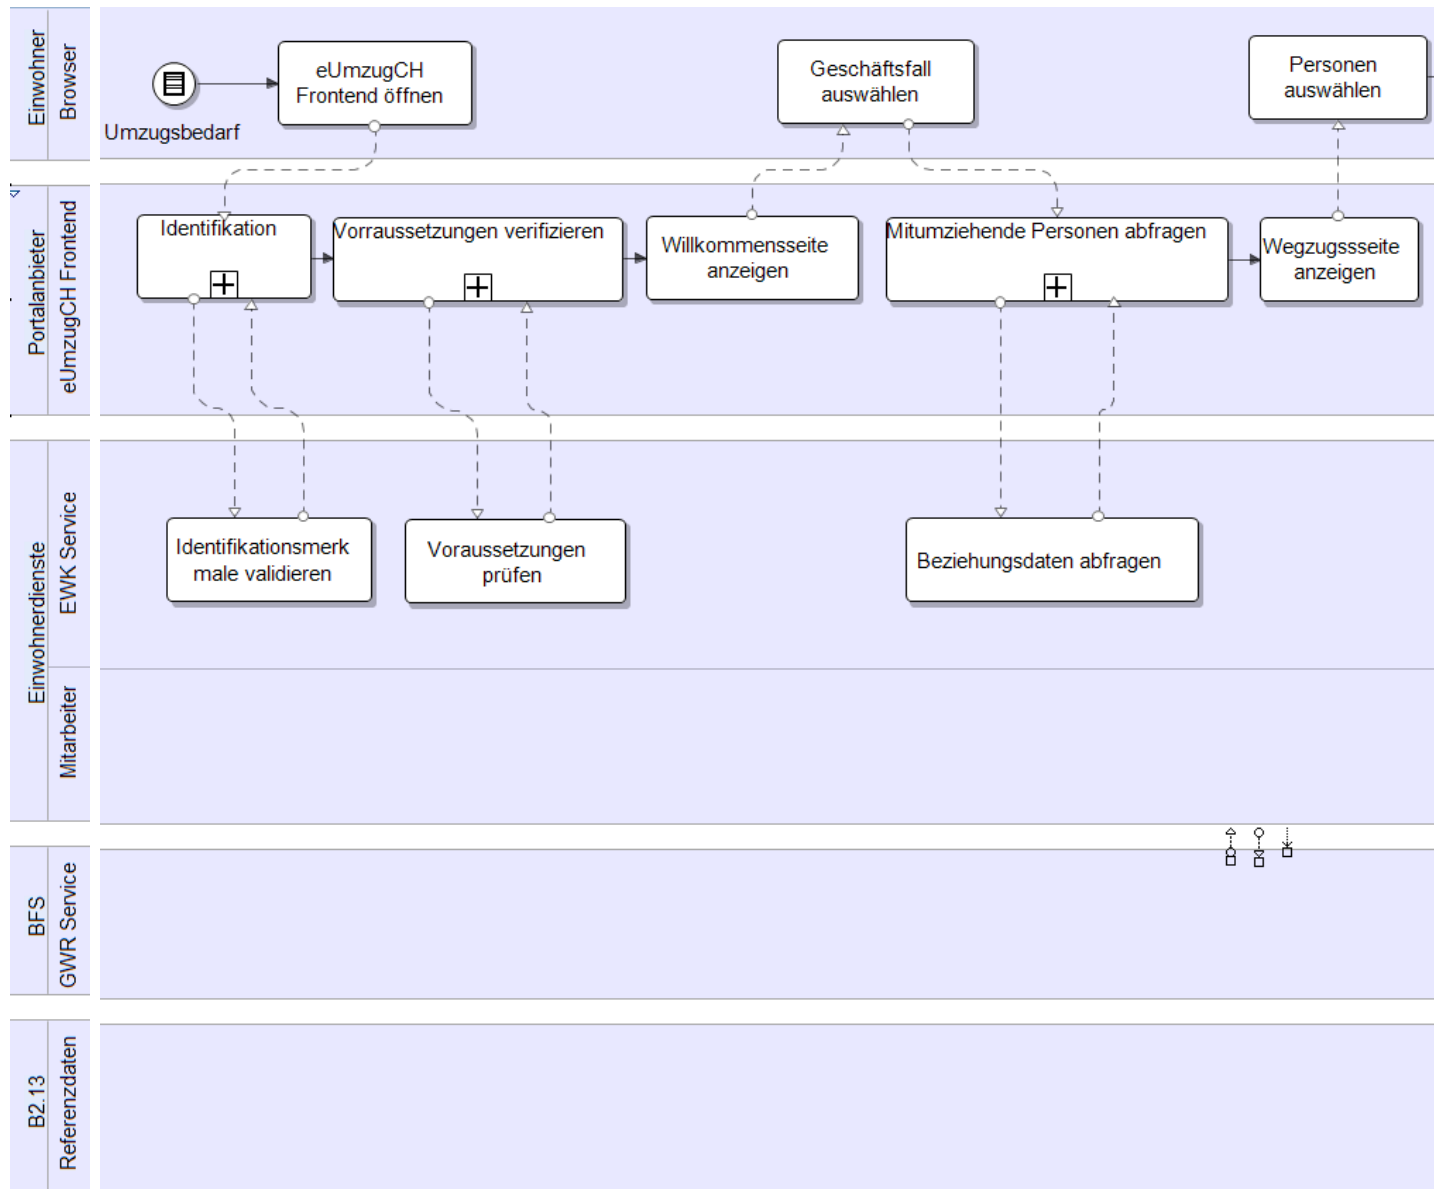 Einwohner
Browser
Umzugsbedarf
eUmzugCH
Frontend öffnen
Geschäftsfall
auswählen
Personen
auswählen
Portalanbieter
eUmzugCH Frontend
Identifikation
Vorraussetzungen verifizieren
Willkommensseite
anzeigen
Mitumziehende Personen abfragen
Wegzugssseite
anzeigen
Einwohnerdienste
EWK Service
Identifikationsmerk
male validieren
Voraussetzungen
prüfen
Beziehungsdaten abfragen
Mitarbeiter
BFS
GWR Service
B2.13
Referenzdaten